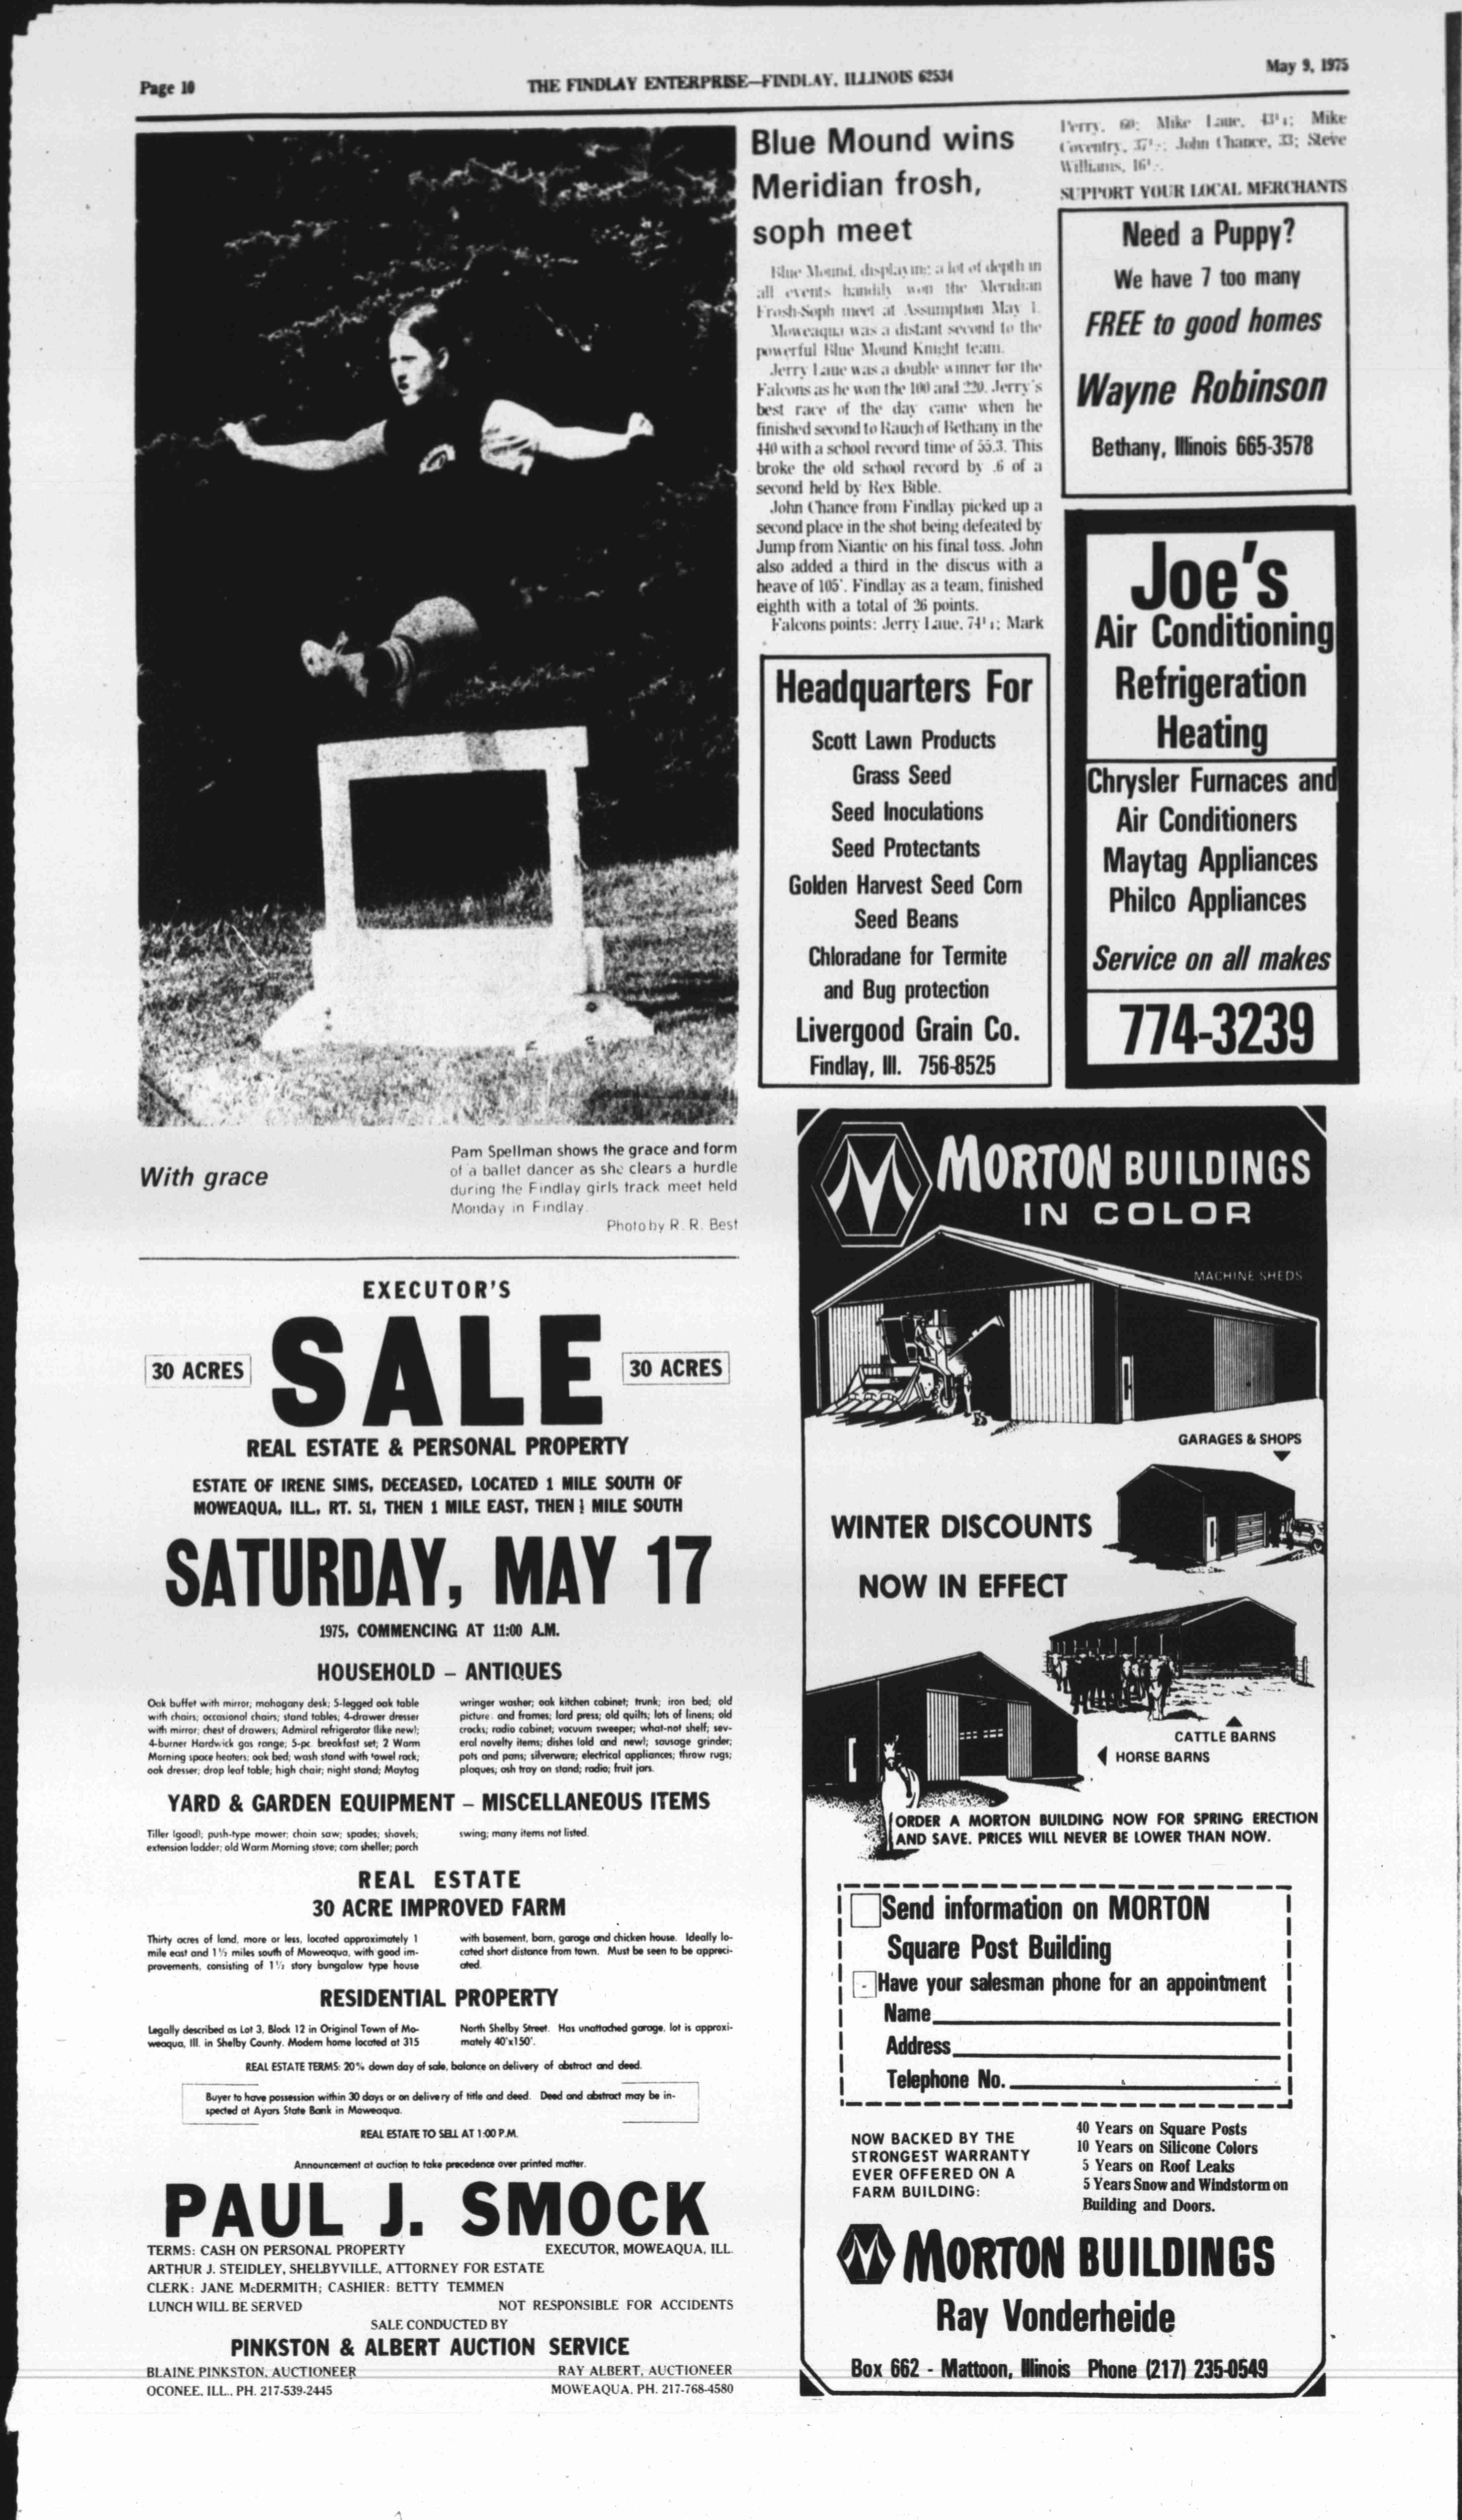 Page 10
THE FINDLAY ENTERPRISE—FINDLAY, ILLINOIS 62534
May 9, 1975
With grace
Pam Spellman shows the grace and form
of a ballet dancer as she clears a hurdle
during the Findlay girls track meet held
Monday in Findlay.
Photo by R. R. Best
Blue Mound wins
Meridian frosh,
soph meet
Blue Mound, displaying a lot of depth in
all events handily won the Meridian
Frosh-Soph meet at Assumption May 1.
Moweaqua was a distant second to the
powerful Blue Mound Knight team.
Jerry Laue was a double winner for the
Falcons as he won the 100 and 220. Jerry's
best race of the day came when he
finished second to Rauch of Bethany in the
440 with a school record time of 55.3. This
broke the old school record by .6 of a
second held by Rex Bible.
John Chance from Findlay picked up a
second place in the shot being defeated by
Jump from Niantic on his final toss. John
also added a third in the discus with a
heave of 105'. Findlay as a team, finished
eighth with a total of 26 points.
Falcons points: Jerry Laue, Mark
Perry, 60; Mike Laue, Mike
Coventry, John Chance, 33; Steve
Williams,
SUPPORT YOUR LOCAL MERCHANTS
Need a Puppy?
We have 7 too many
FREE to good homes
Wayne Robinson
Bethany, Illinois 665-3578
Headquarters For
Scott Lawn Products
Grass Seed
Seed Inoculations
Seed Protectants
Golden Harvest Seed Corn
Seed Beans
Chloradane for Termite
and Bug protection
Livergood Grain Co.
Findlay, Ill. 756-8525
Joe's
Air Conditioning
Refrigeration
Heating
Chrysler Furnaces and
Air Conditioners
Maytag Appliances
Philco Appliances
Service on all makes
774-3239
EXECUTOR'S
30 ACRES
SALE
30 ACRES
REAL ESTATE & PERSONAL PROPERTY
ESTATE OF IRENE SIMS, DECEASED, LOCATED 1 MILE SOUTH OF
MOWEAQUA, ILL., RT. 51, THEN 1 MILE EAST, THEN ½ MILE SOUTH
SATURDAY, MAY 17
1975, COMMENCING AT 11:00 A.M.
HOUSEHOLD – ANTIQUES
Oak buffet with mirror; mahogany desk; 5-legged oak table
with chairs; occasional chairs; stand tables; 4-drawer dresser
with mirror; chest of drawers; Admiral refrigerator (like new);
4-burner Hardwick gas range; 5-pc. breakfast set; 2 Warm
Morning space heaters; oak bed; wash stand with towel rack;
oak dresser; drop leaf table; high chair; night stand; Maytag
wringer washer; oak kitchen cabinet; trunk; iron bed; old
picture and frames; lard press; old quilts; lots of linens; old
crocks; radio cabinet; vacuum sweeper; what-not shelf; sev-
eral novelty items; dishes (old and new); sausage grinder;
pots and pans; silverware; electrical appliances; throw rugs;
plaques; ash tray on stand; radio; fruit jars.
YARD & GARDEN EQUIPMENT – MISCELLANEOUS ITEMS
Tiller (good); push-type mower; chain saw; spades; shovels;
extension ladder; old Warm Morning stove; corn sheller; porch
swing; many items not listed.
REAL ESTATE
30 ACRE IMPROVED FARM
Thirty acres of land, more or less, located approximately 1
mile east and 1½ miles south of Moweaqua, with good im-
provements, consisting of 1½ story bungalow type house
with basement, barn, garage and chicken house. Ideally lo-
cated short distance from town. Must be seen to be appreci-
ated.
RESIDENTIAL PROPERTY
Legally described as Lot 3, Block 12 in Original Town of Mo-
weaqua, Ill. in Shelby County. Modern home located at 315
North Shelby Street. Has unattached garage, lot is approxi-
mately 40'x150'.
REAL ESTATE TERMS: 20% down day of sale, balance on delivery of abstract and deed.
Buyer to have possession within 30 days or on delivery of title and deed. Deed and abstract may be in-
spected at Ayars State Bank in Moweaqua.
REAL ESTATE TO SELL AT 1:00 P.M.
Announcement at auction to take precedence over printed matter.
PAUL J. SMOCK
TERMS: CASH ON PERSONAL PROPERTY EXECUTOR, MOWEAQUA, ILL.
ARTHUR J. STEIDLEY, SHELBYVILLE, ATTORNEY FOR ESTATE
CLERK: JANE McDERMITH; CASHIER: BETTY TEMMEN
LUNCH WILL BE SERVED NOT RESPONSIBLE FOR ACCIDENTS
SALE CONDUCTED BY
PINKSTON & ALBERT AUCTION SERVICE
BLAINE PINKSTON, AUCTIONEER RAY ALBERT, AUCTIONEER
OCONEE, ILL., PH. 217-539-2445 MOWEAQUA, PH. 217-768-4580
MORTON BUILDINGS
IN COLOR
MACHINE SHEDS
GARAGES & SHOPS
WINTER DISCOUNTS
NOW IN EFFECT
CATTLE BARNS
HORSE BARNS
ORDER A MORTON BUILDING NOW FOR SPRING ERECTION
AND SAVE. PRICES WILL NEVER BE LOWER THAN NOW.
Send information on MORTON
Square Post Building
Have your salesman phone for an appointment
Name
Address
Telephone No.
NOW BACKED BY THE
STRONGEST WARRANTY
EVER OFFERED ON A
FARM BUILDING:
40 Years on Square Posts
10 Years on Silicone Colors
5 Years on Roof Leaks
5 Years Snow and Windstorm on
Building and Doors.
MORTON BUILDINGS
Ray Vonderheide
Box 662 - Mattoon, Illinois Phone (217) 235-0549